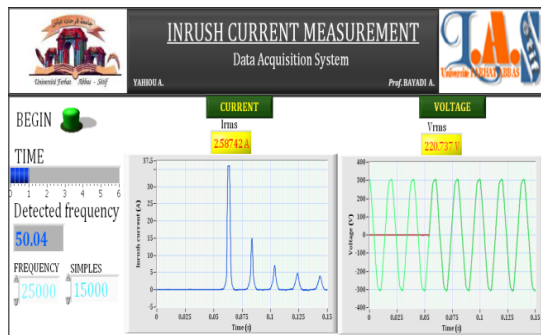 INRUSH CURRENT MEASUREMENT
Data Acquisition System
YAHIOU A.
Prof. BAYADI A.
Université Ferhat Abbas - Sétif
Université FARHAT ABBAS
BEGIN
TIME
0 1 2 3 4 5 6
Detected frequency
50.04
FREQUENCY SIMPLES
25000 15000
CURRENT
Irms
2.58742 A
37.5
30
25
20
15
10
5
0
-5
Inrush current (A)
0 0.025 0.05 0.075 0.1 0.125 0.15
Time (s)
VOLTAGE
Vrms
220.737 V
400
300
200
100
0
-100
-200
-300
-400
Voltage (V)
0 0.025 0.05 0.075 0.1 0.125 0.15
Time (s)